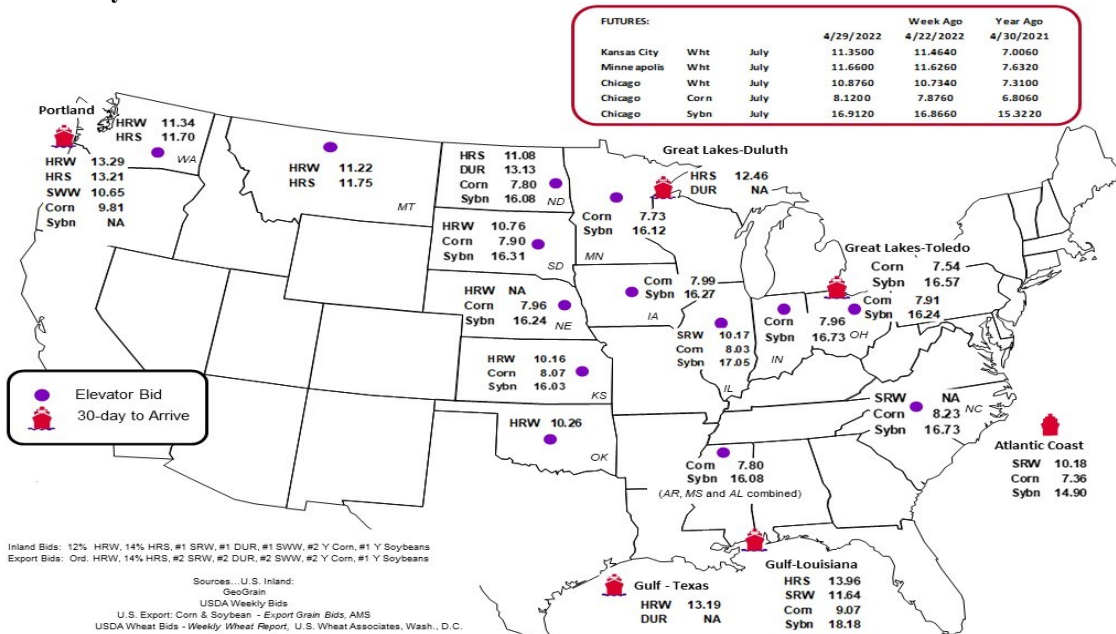 FUTURES:
Week Ago Year Ago
4/29/2022 4/22/2022 4/30/2021
Kansas City Wht July 11.3500 11.4640 7.0060
Minneapolis Wht July 11.6600 11.6260 7.6320
Chicago Wht July 10.8760 10.7340 7.3100
Chicago Corn July 8.1200 7.8760 6.8060
Chicago Sybn July 16.9120 16.8660 15.3220
Portland
HRW 11.34
HRS 11.70
WA
HRW 13.29
HRS 13.21
SWW 10.65
Corn 9.81
Sybn NA
HRW 11.22
HRS 11.75
MT
HRS 11.08
DUR 13.13
Corn 7.80
Sybn 16.08
ND
HRW 10.76
Corn 7.90
Sybn 16.31
SD
HRW NA
Corn 7.96
Sybn 16.24
NE
HRW 10.16
Corn 8.07
Sybn 16.03
KS
HRW 10.26
OK
Great Lakes-Duluth
HRS 12.46
DUR NA
Corn 7.73
Sybn 16.12
MN
Corn 7.99
Sybn 16.27
IA
SRW 10.17
Corn 8.03
Sybn 17.05
IL
Great Lakes-Toledo
Corn 7.54
Sybn 16.57
Corn 7.91
Sybn 16.24
OH
Corn 7.96
Sybn 16.73
IN
SRW NA
Corn 8.23
Sybn 16.73
NC
Atlantic Coast
SRW 10.18
Corn 7.36
Sybn 14.90
Corn 7.80
Sybn 16.08
(AR, MS and AL combined)
Gulf-Louisiana
HRS 13.96
SRW 11.64
Corn 9.07
Sybn 18.18
Gulf - Texas
HRW 13.19
DUR NA
Elevator Bid
30-day to Arrive
Inland Bids: 12% HRW, 14% HRS, #1 SRW, #1 DUR, #1 SWW, #2 Y Corn, #1 Y Soybeans
Export Bids: Ord. HRW, 14% HRS, #2 SRW, #2 DUR, #2 SWW, #2 Y Corn, #1 Y Soybeans
Sources...U.S. Inland:
GeoGrain
USDA Weekly Bids
U.S. Export: Corn & Soybean - Export Grain Bids, AMS
USDA Wheat Bids - Weekly Wheat Report, U.S. Wheat Associates, Wash., D.C.